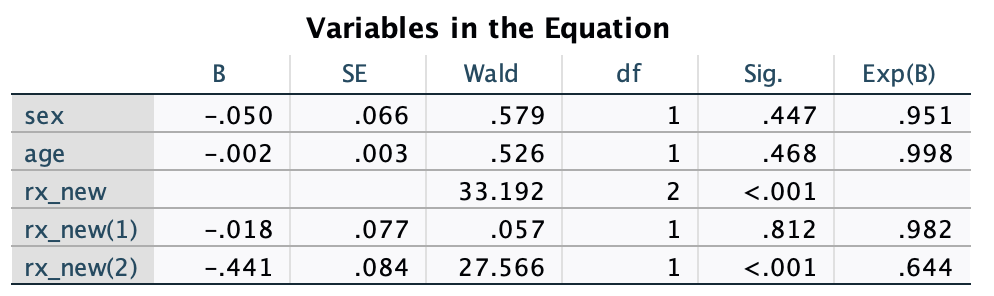 Variables in the Equation
B SE Wald df Sig. Exp(B)
sex -.050 .066 .579 1 .447 .951
age -.002 .003 .526 1 .468 .998
rx_new 33.192 2 <.001
rx_new(1) -.018 .077 .057 1 .812 .982
rx_new(2) -.441 .084 27.566 1 <.001 .644